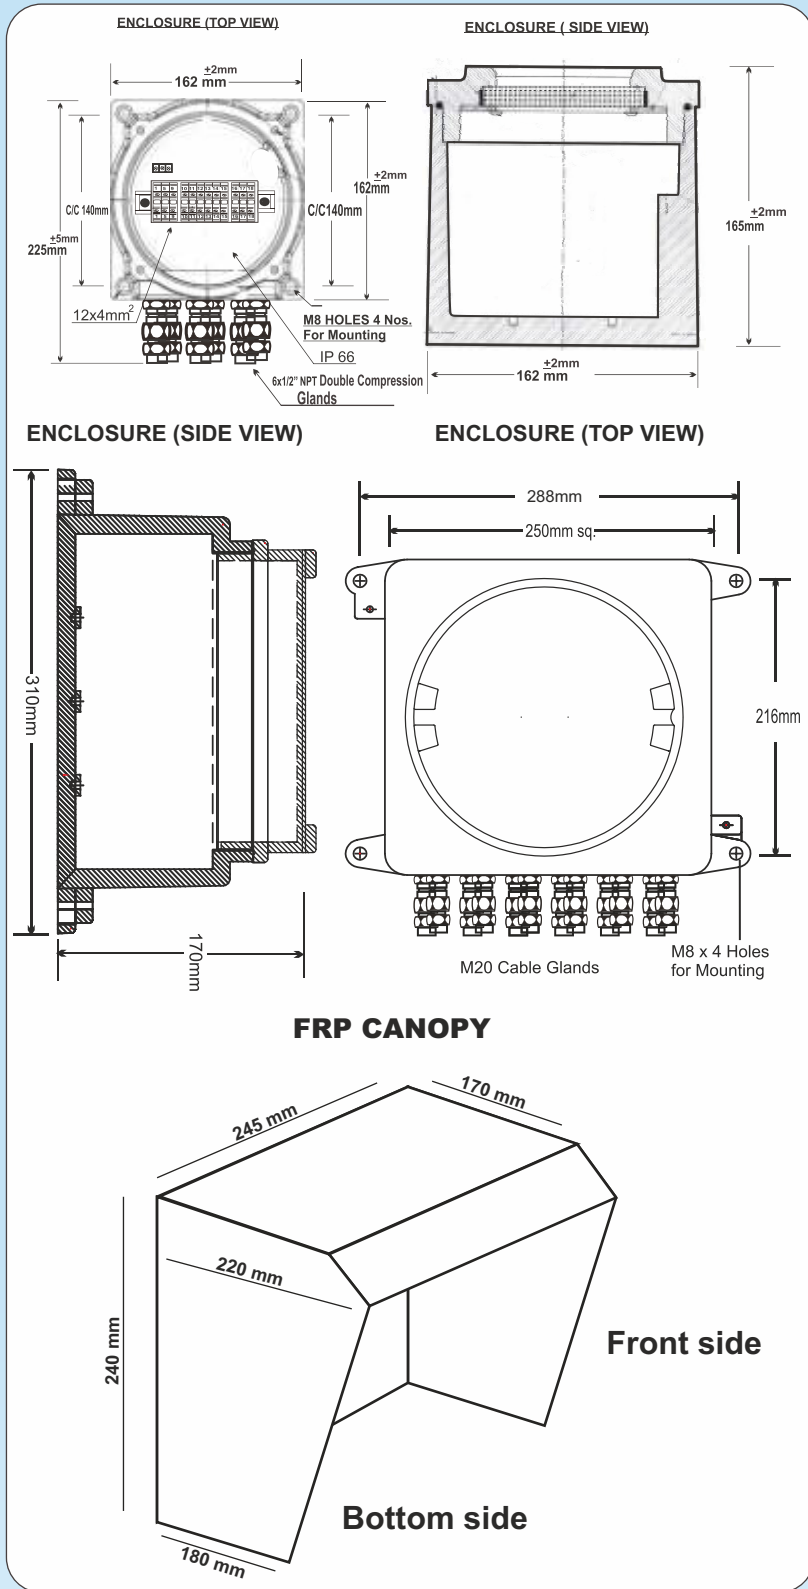 ENCLOSURE (TOP VIEW)
ENCLOSURE ( SIDE VIEW)
±2mm
162 mm
C/C 140mm
±5mm
225mm
C/C140mm
±2mm
162mm
±2mm
165mm
12x4mm²
M8 HOLES 4 Nos.
For Mounting
IP 66
6x1/2” NPT Double Compression
Glands
±2mm
162 mm
ENCLOSURE (SIDE VIEW)
ENCLOSURE (TOP VIEW)
288mm
250mm sq.
310mm
216mm
170mm
M20 Cable Glands
M8 x 4 Holes
for Mounting
FRP CANOPY
245 mm
170 mm
220 mm
240 mm
Front side
Bottom side
180 mm